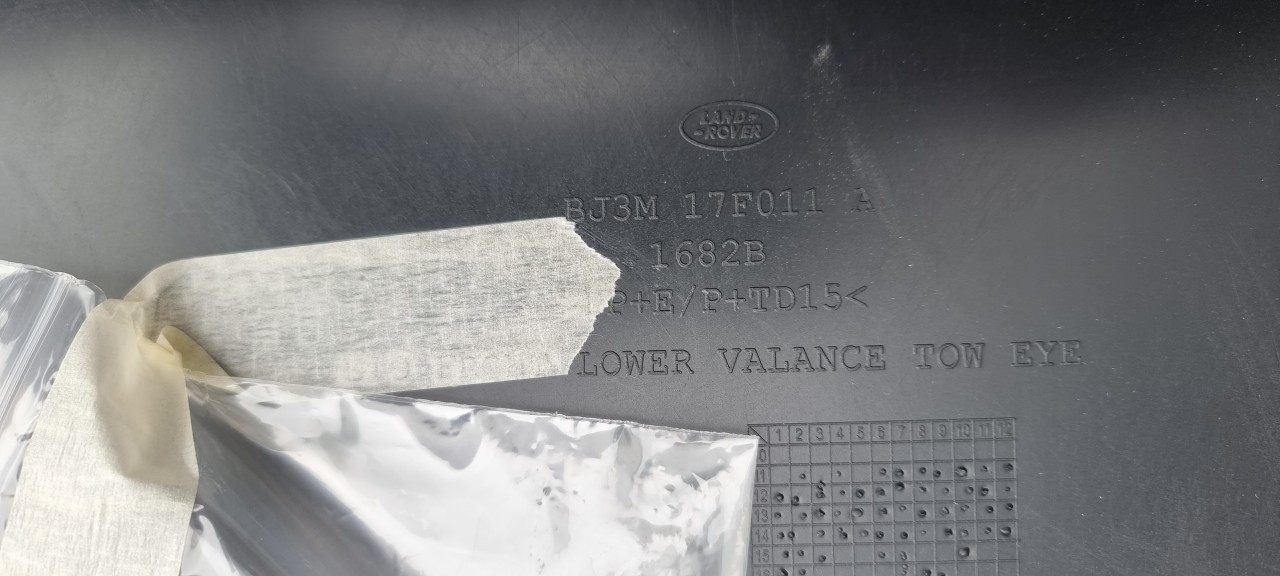 LAND-
-ROVER
BJ3M 17F011 A
1682B
P+E/P+TD15<
LOWER VALANCE TOW EYE
1 2 3 4 5 6 7 8 9 10 11 12
11
12
13
14
15